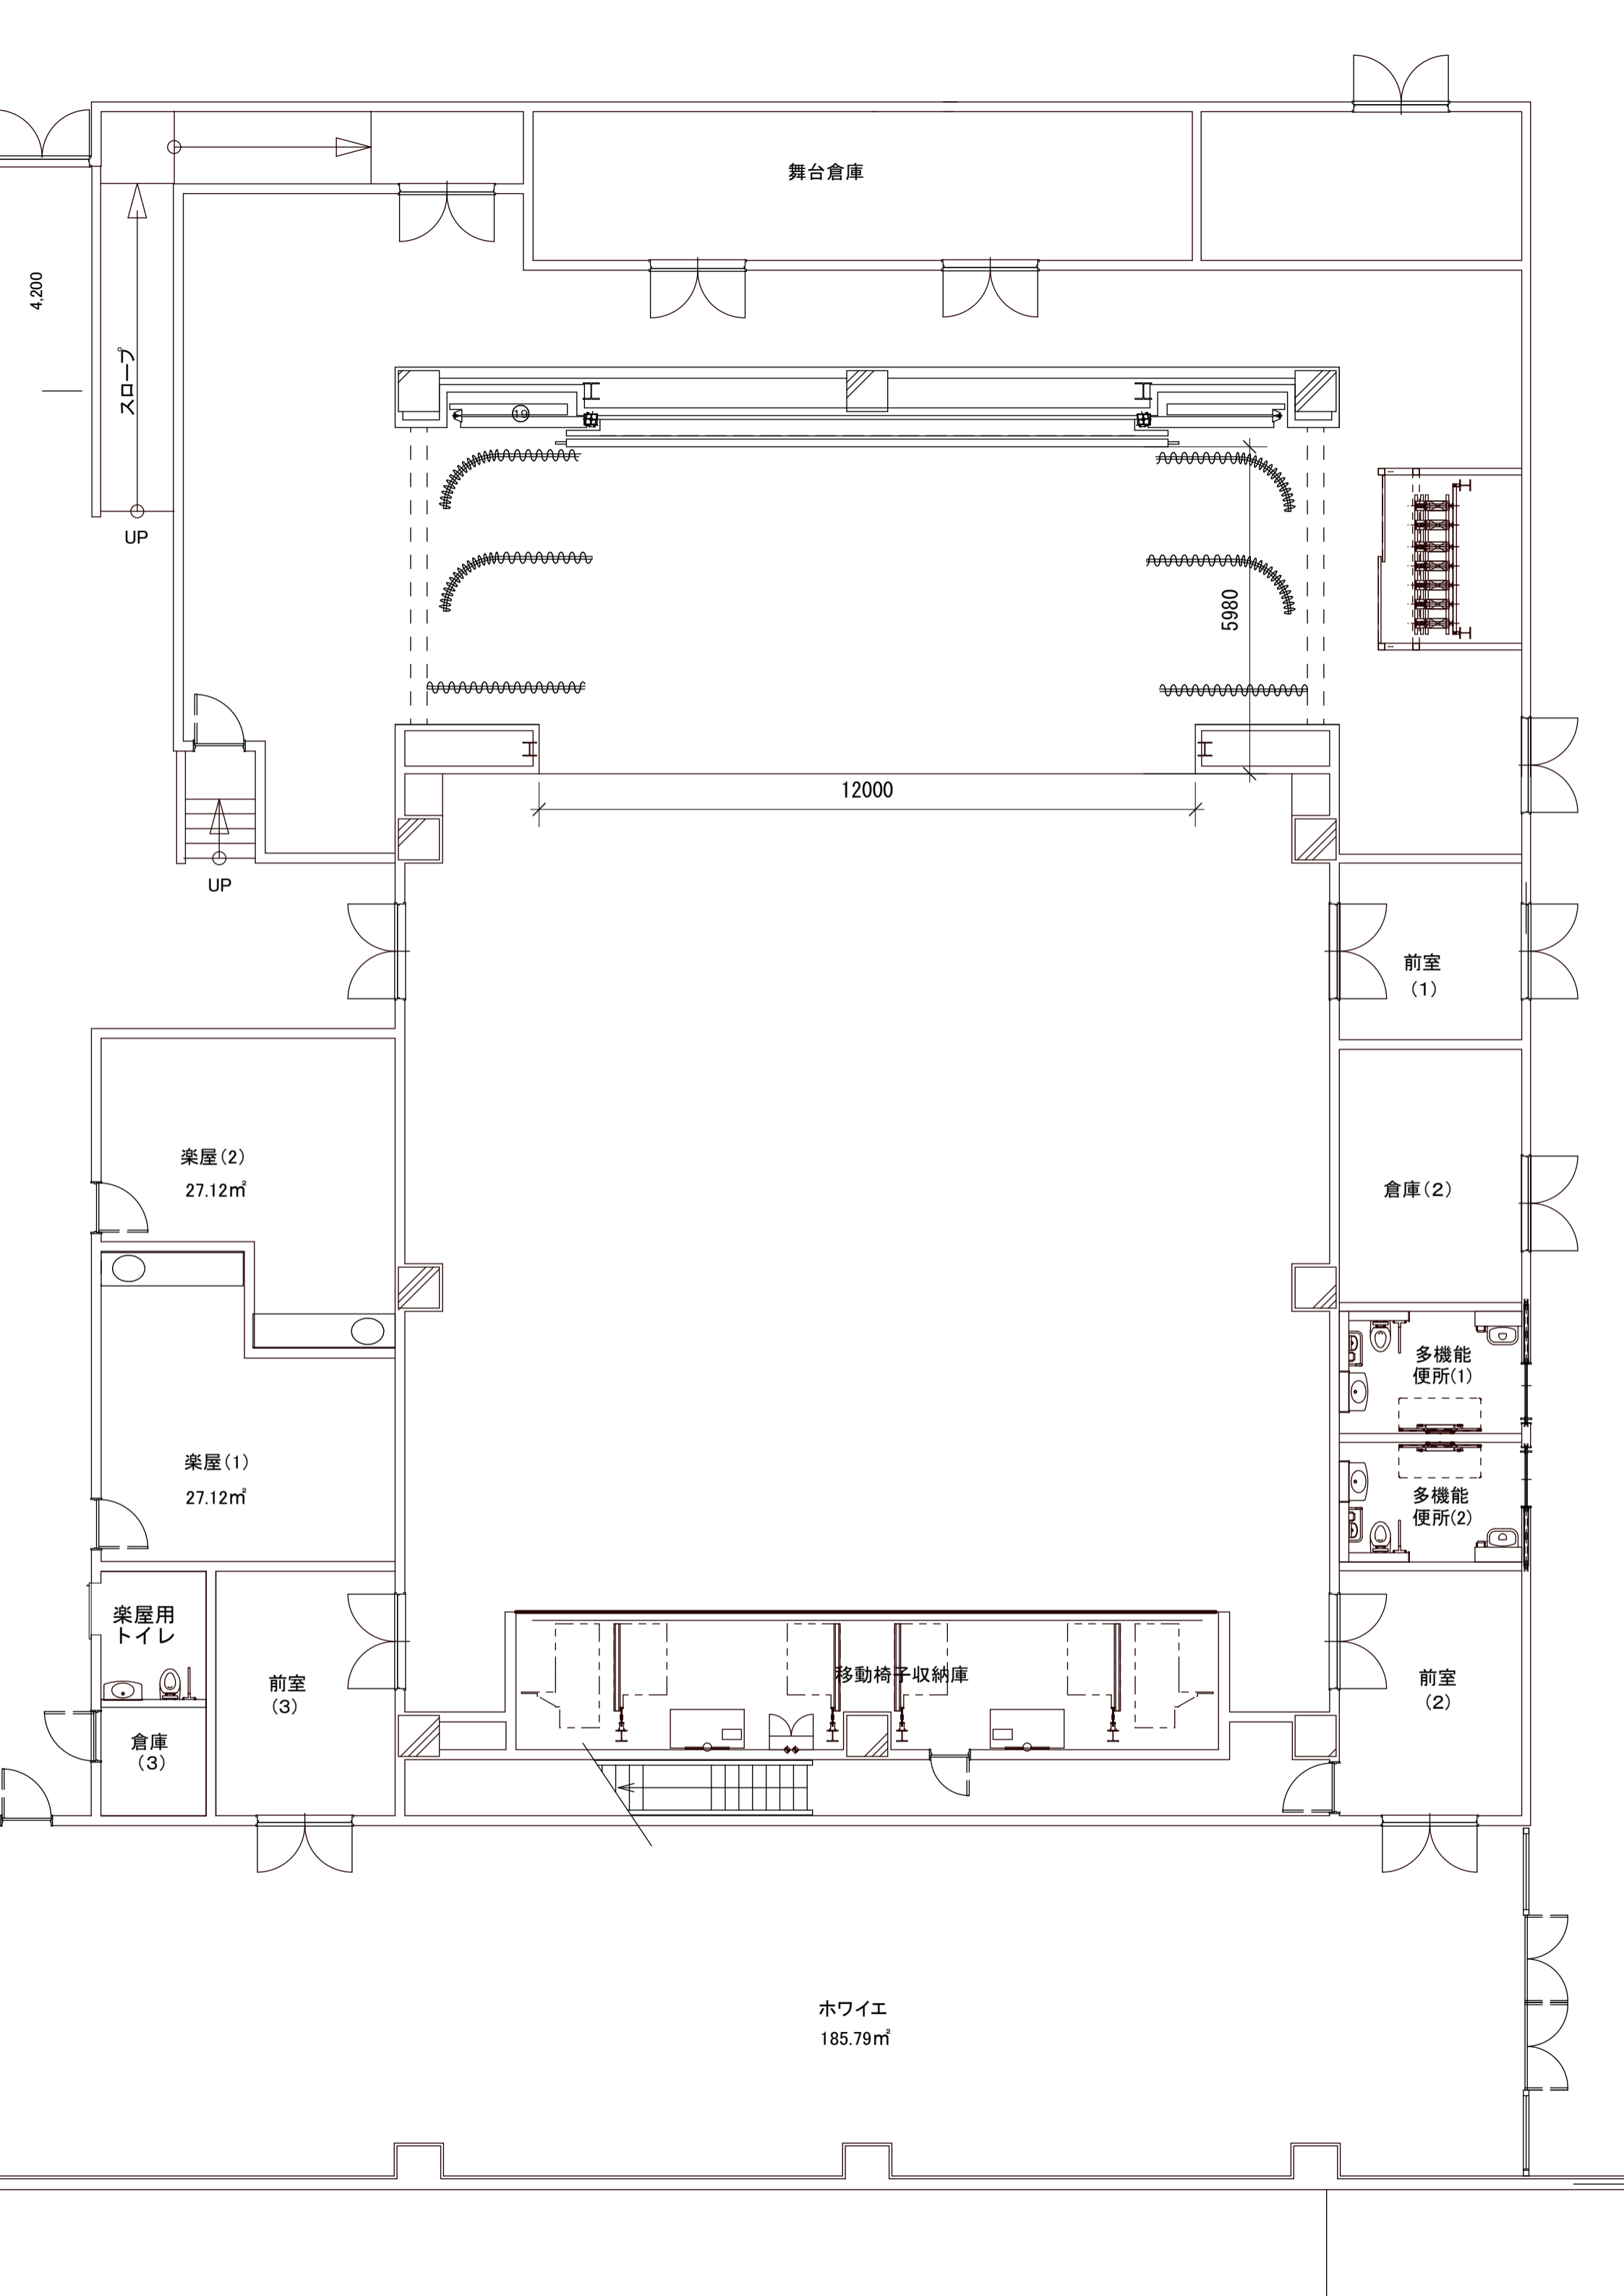 舞台倉庫
4,200
スロープ
19
UP
5980
12000
UP
前室
(1)
楽屋(2)
27.12㎡
倉庫(2)
多機能
便所(1)
楽屋(1)
27.12㎡
多機能
便所(2)
楽屋用
トイレ
移動椅子収納庫
前室
(3)
前室
(2)
倉庫
(3)
ホワイエ
185.79㎡